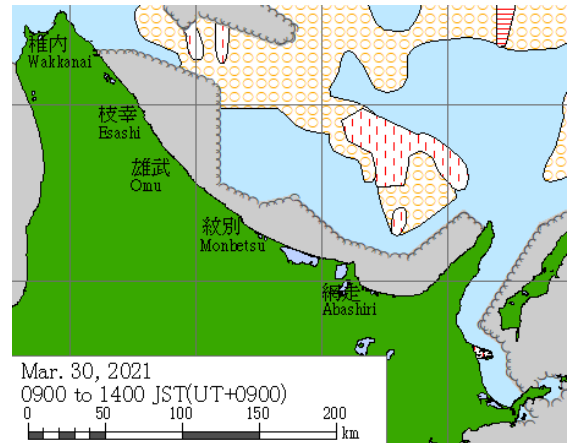 稚内
Wakkanai
枝幸
Esashi
雄武
Omu
紋別
Monbetsu
網走
Abashiri
Mar. 30, 2021
0900 to 1400 JST(UT+0900)
0 50 100 150 200
km